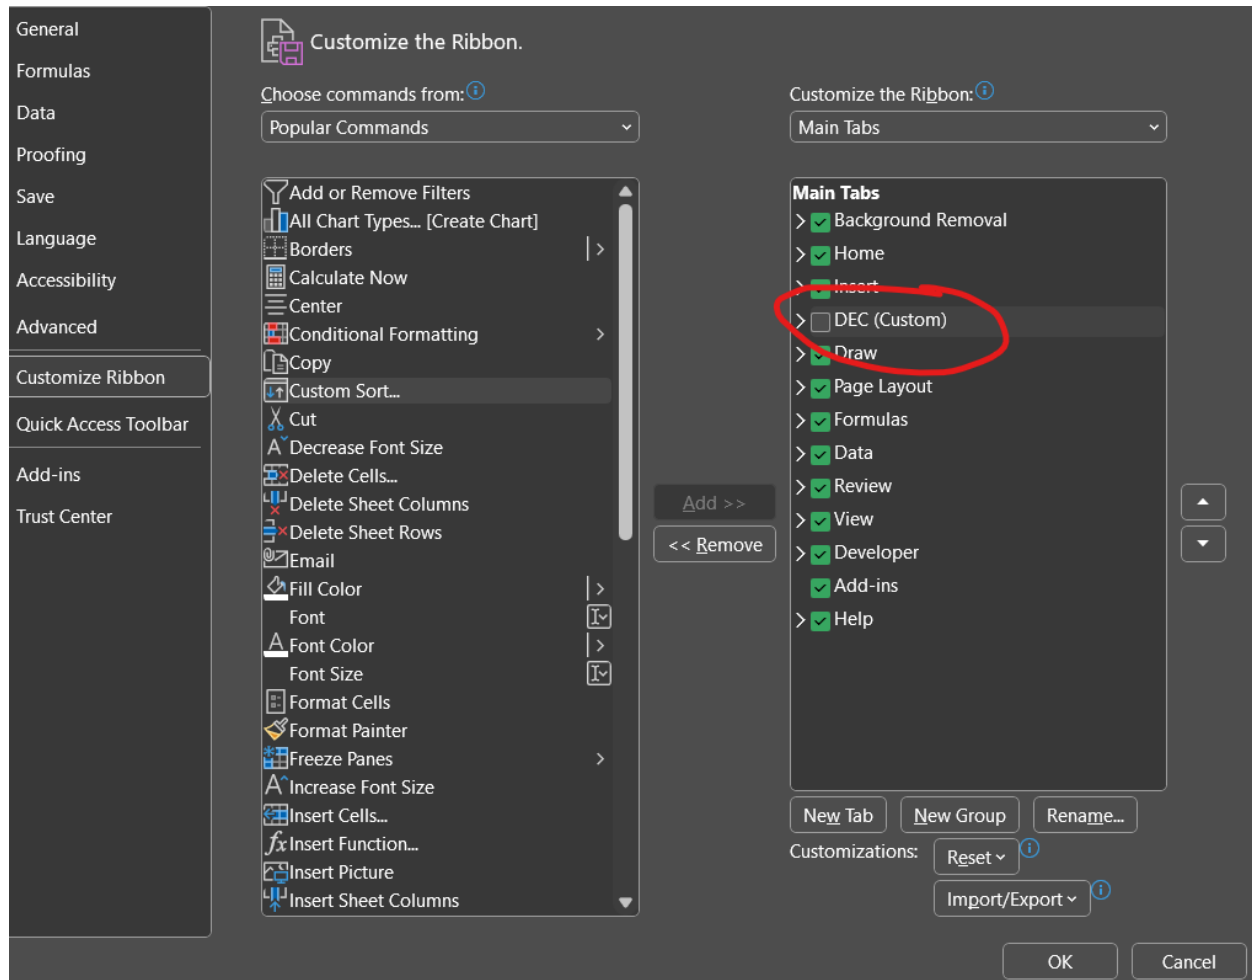 General
Formulas
Data
Proofing
Save
Language
Accessibility
Advanced
Customize Ribbon
Quick Access Toolbar
Add-ins
Trust Center
Customize the Ribbon.
Choose commands from:
Popular Commands
Add or Remove Filters
All Chart Types... [Create Chart]
Borders
Calculate Now
Center
Conditional Formatting
Copy
Custom Sort...
Cut
Decrease Font Size
Delete Cells...
Delete Sheet Columns
Delete Sheet Rows
Email
Fill Color
Font
Font Color
Font Size
Format Cells
Format Painter
Freeze Panes
Increase Font Size
Insert Cells...
Insert Function...
Insert Picture
Insert Sheet Columns
Add >>
<< Remove
Customize the Ribbon:
Main Tabs
Main Tabs
Background Removal
Home
Insert
DEC (Custom)
Draw
Page Layout
Formulas
Data
Review
View
Developer
Add-ins
Help
New Tab
New Group
Rename...
Customizations:
Reset
Import/Export
OK
Cancel